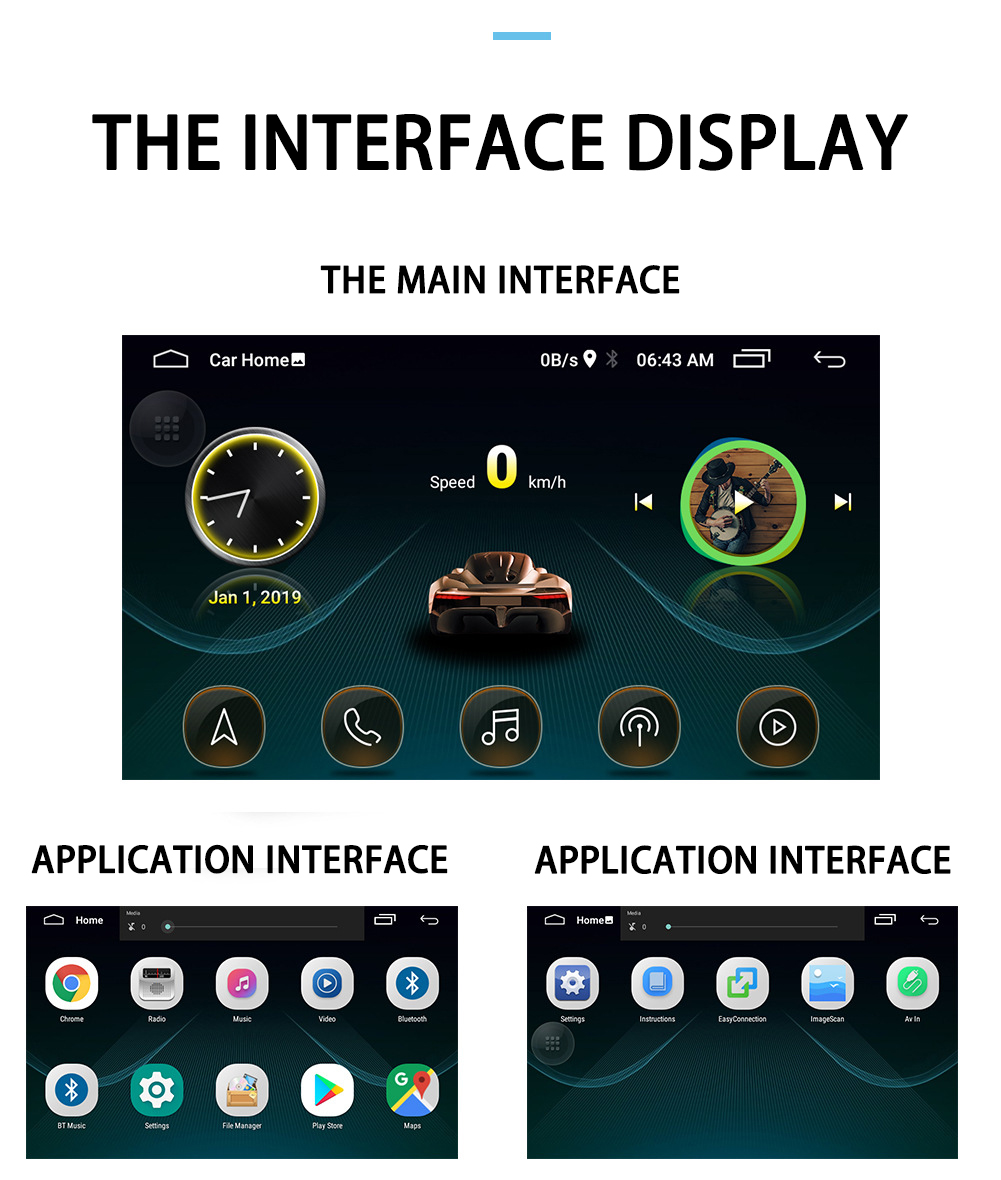 THE INTERFACE DISPLAY
THE MAIN INTERFACE
Car Home 0B/s 06:43 AM
Speed 0 km/h
Jan 1, 2019
APPLICATION INTERFACE
Home Media
0
Chrome Radio Music Video Bluetooth
G
BT Music Settings File Manager Play Store Maps
APPLICATION INTERFACE
Home Media
0
Settings Instructions EasyConnection ImageScan Av In